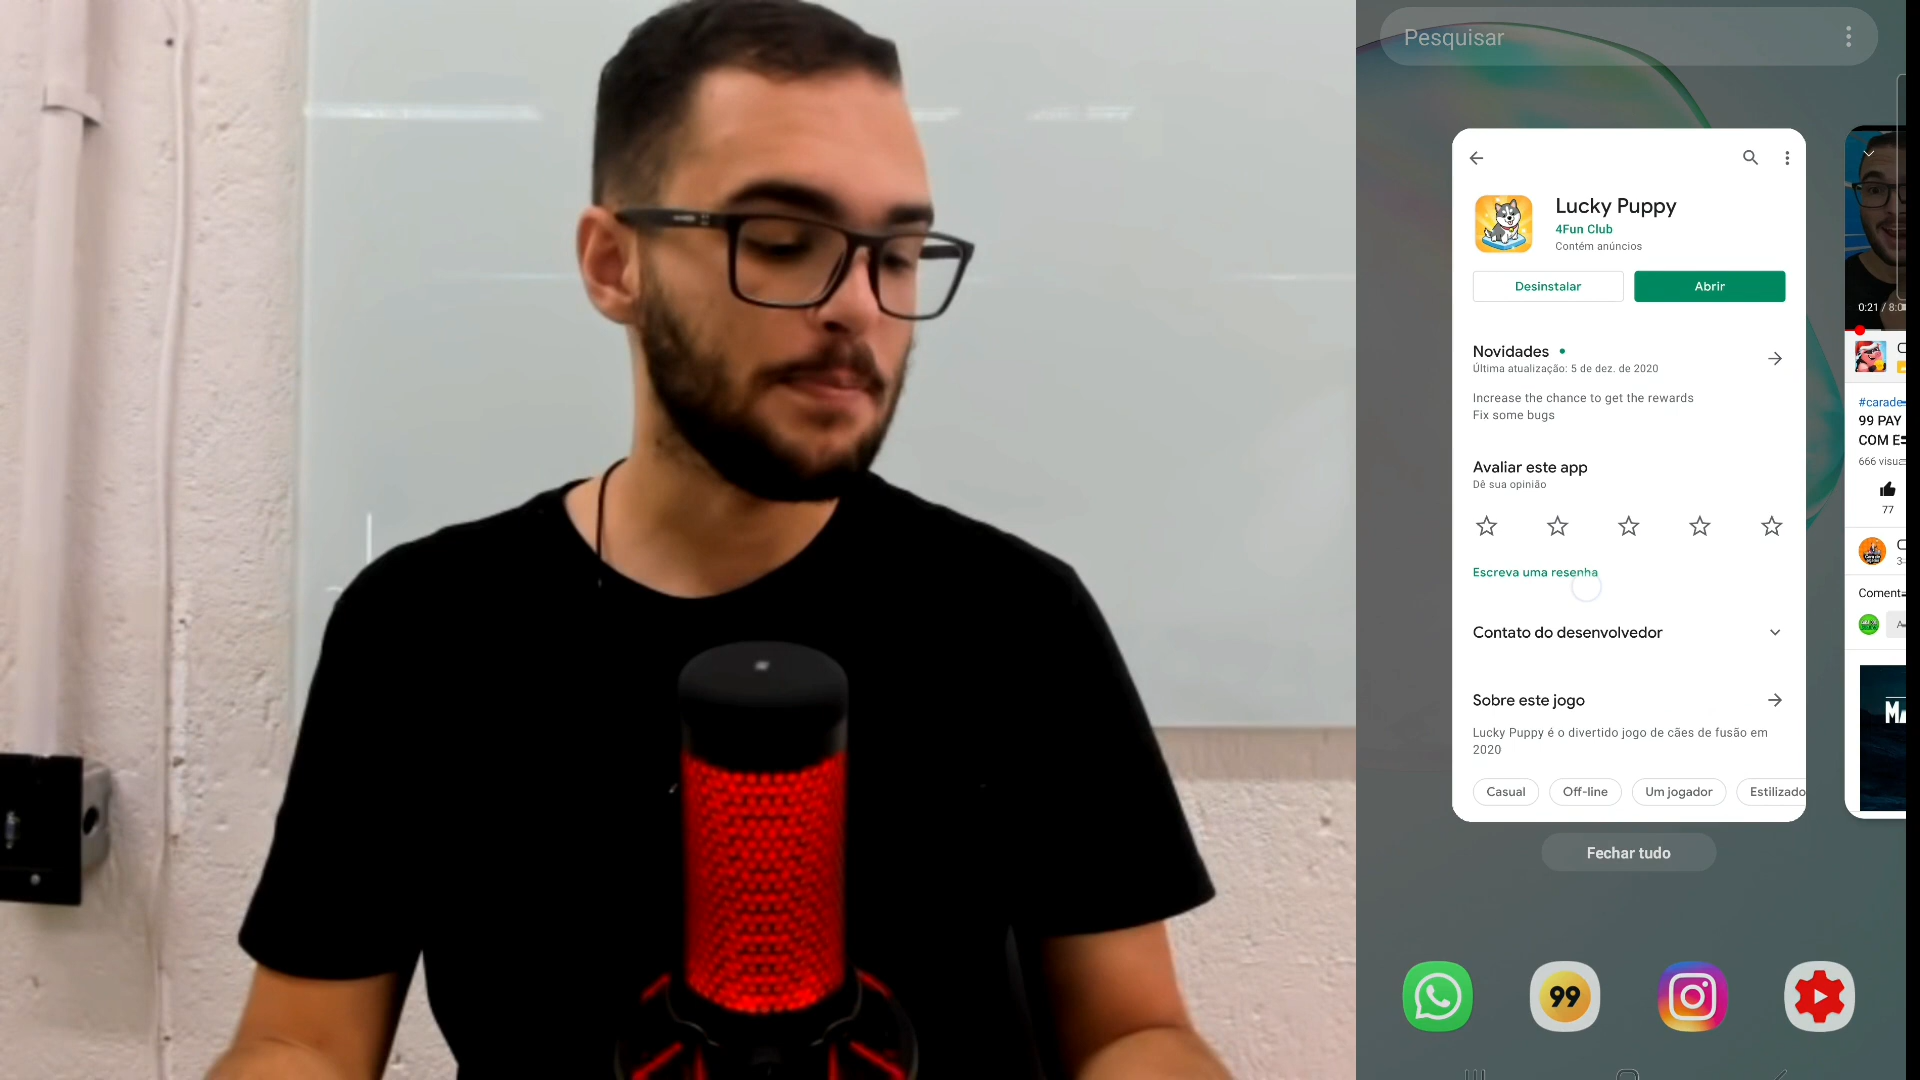 Pesquisar
Lucky Puppy
4Fun Club
Contém anúncios
Desinstalar
Abrir
Novidades
Última atualização: 5 de dez. de 2020
Increase the chance to get the rewards
Fix some bugs
Avaliar este app
Dê sua opinião
Escreva uma resenha
Contato do desenvolvedor
Sobre este jogo
Lucky Puppy é o divertido jogo de cães de fusão em
2020
Casual
Off-line
Um jogador
Estilizado
Fechar tudo
0:21 / 8:0
#carade
99 PAY
COM E
666 visu
77
Coment
99